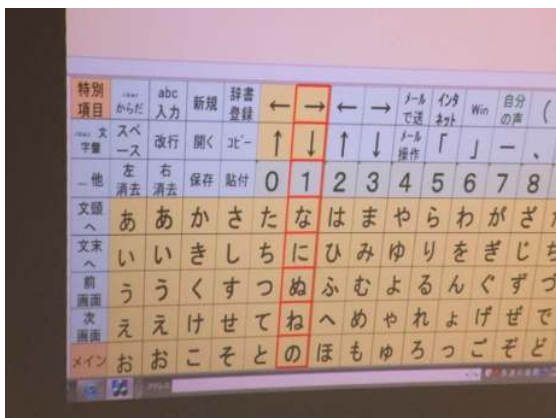 特別項目 からだ abc入力 新規 辞書登録 ← → ← → メールで送 インタネット Win 自分の声 (
文字盤 スペース 改行 開く コピー ↑ ↓ ↑ ↓ メール操作 「 」 ー 、
他 左消去 右消去 保存 貼付 0 1 2 3 4 5 6 7 8
文頭へ あ あ か さ た な は ま や ら わ が ざ
文末へ い い き し ち に ひ み ゆ り を ぎ じ ち
前画面 う う く す つ ぬ ふ む よ る ん ぐ ず つ
次画面 え え け せ て ね へ め ゃ れ ょ げ ぜ で
メイン お お こ そ と の ほ も ゅ ろ っ ご ぞ ど